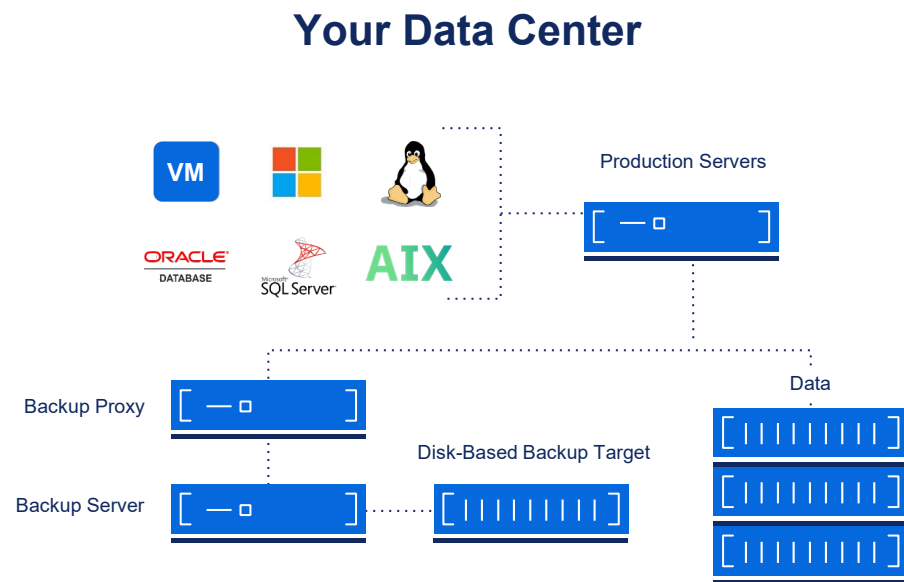 Your Data Center
VM
Production Servers
ORACLE®
DATABASE
Microsoft®
SQL Server
AIX
Data
Backup Proxy
Disk-Based Backup Target
Backup Server